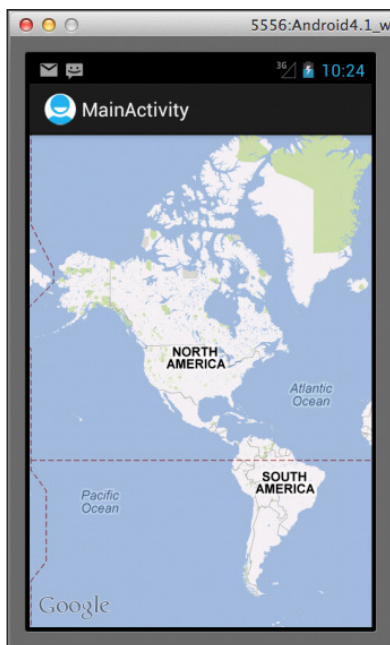 5556:Android4.1_w
3G 10:24
MainActivity
NORTH
AMERICA
Atlantic
Ocean
SOUTH
AMERICA
Pacific
Ocean
Google